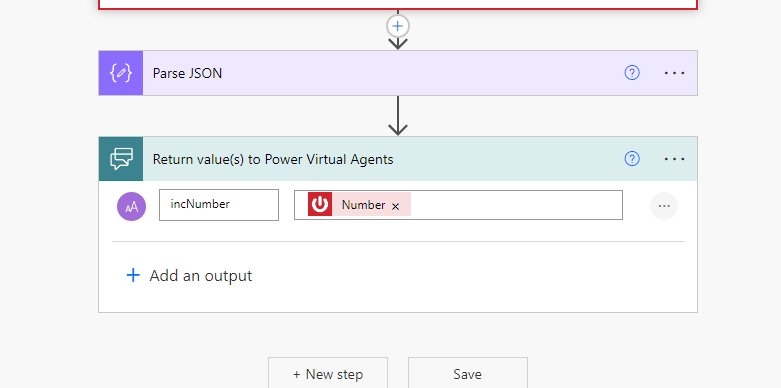 Parse JSON
Return value(s) to Power Virtual Agents
incNumber
Number ×
+ Add an output
+ New step
Save